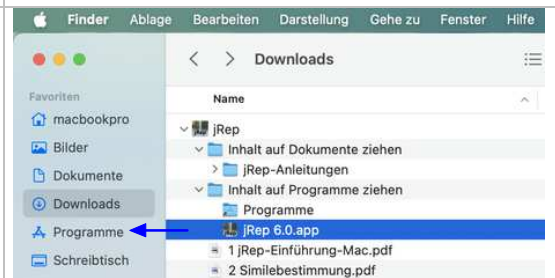 Finder Ablage Bearbeiten Darstellung Gehe zu Fenster Hilfe
Downloads
Favoriten
macbookpro
Bilder
Dokumente
Downloads
Programme
Schreibtisch
Name
jRep
Inhalt auf Dokumente ziehen
jRep-Anleitungen
Inhalt auf Programme ziehen
Programme
jRep 6.0.app
1 jRep-Einführung-Mac.pdf
2 Similebestimmung.pdf